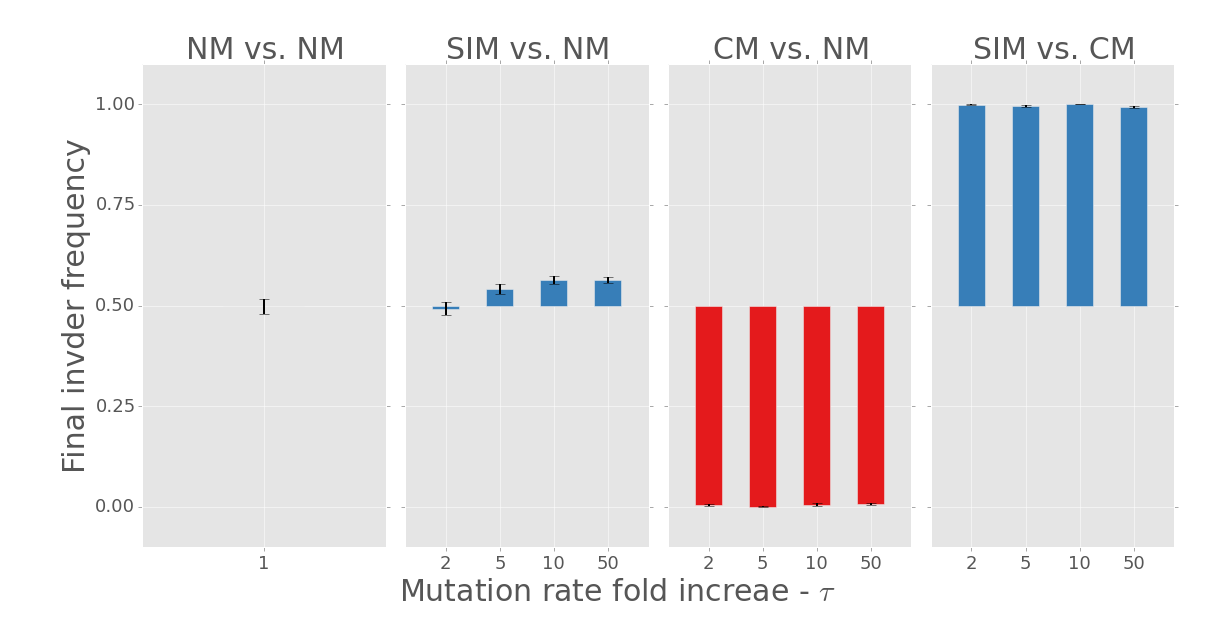 NM vs. NM
SIM vs. NM
CM vs. NM
SIM vs. CM
Final invder frequency
1.00
0.75
0.50
0.25
0.00
1
2 5 10 50
2 5 10 50
2 5 10 50
Mutation rate fold increae - τ